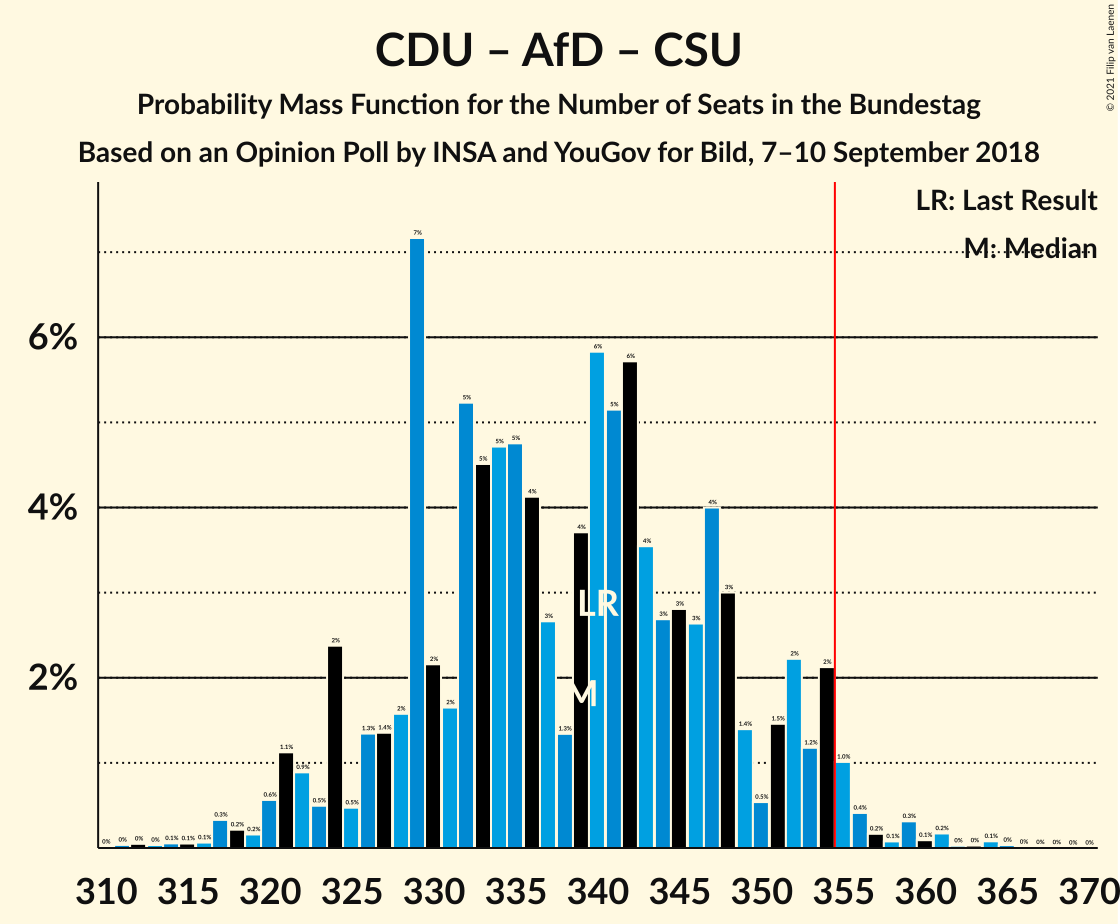 CDU – AfD – CSU
Probability Mass Function for the Number of Seats in the Bundestag
Based on an Opinion Poll by INSA and YouGov for Bild, 7–10 September 2018
© 2021 Filip van Laenen
LR: Last Result
M: Median
6%
4%
2%
0% 0% 0% 0% 0.1% 0.1% 0.1% 0.3% 0.2% 0.2% 0.6% 1.1% 0.9% 0.5% 2% 0.5% 1.3% 1.4% 2% 7% 2% 2% 5% 5% 5% 5% 4% 3% 1.3% 4% 6% 5% 6% 4% 3% 3% 3% 4% 3% 1.4% 0.5% 1.5% 2% 1.2% 2% 1.0% 0.4% 0.2% 0.1% 0.3% 0.1% 0.2% 0% 0% 0.1% 0% 0% 0% 0% 0% 0%
LR
M
310 315 320 325 330 335 340 345 350 355 360 365 370